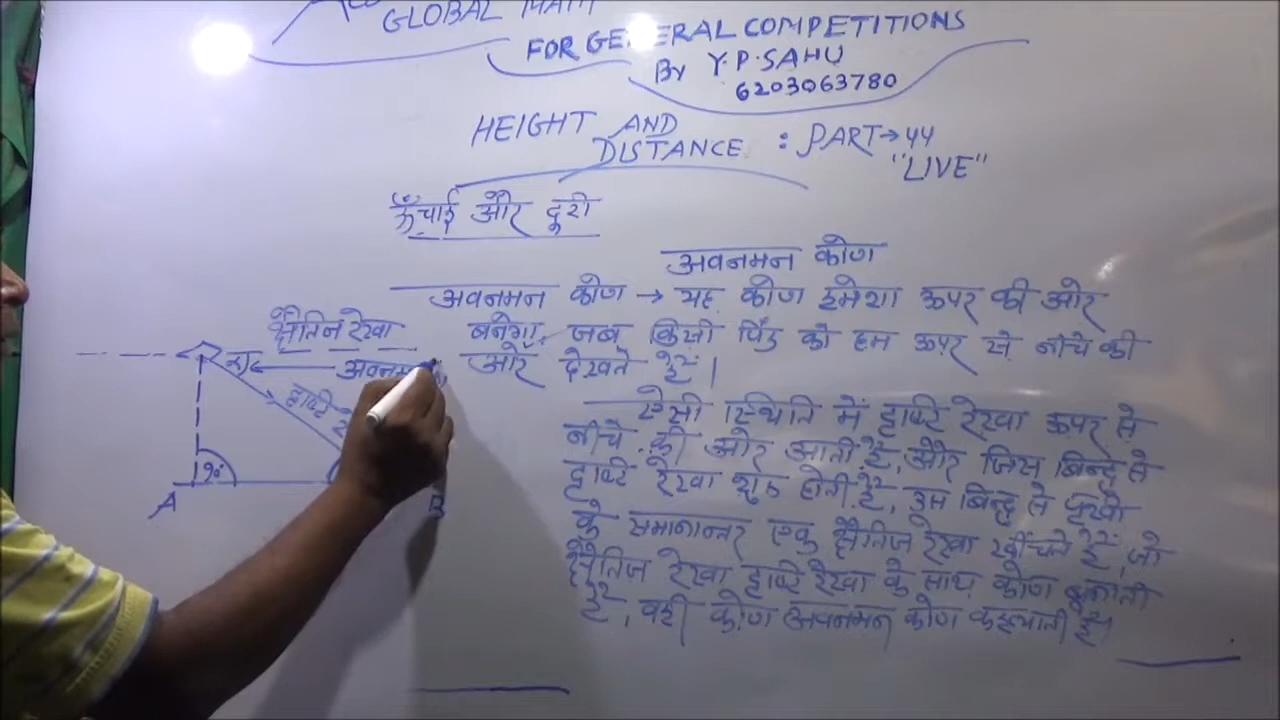 GLOBAL MATH
FOR GENERAL COMPETITIONS
By Y.P.SAHU
6203063780
HEIGHT AND
DISTANCE : PART→44
"LIVE"
ऊँचाई और दूरी
अवनमन कोण
अवनमन कोण → यह कोण हमेशा ऊपर की ओर
बनेगा, जब किसी पिंड को हम ऊपर से नीचे की
ओर देखते हैं।
ऐसी स्थिति में दृष्टि रेखा ऊपर से
नीचे की ओर आती है, और जिस बिन्दु से
दृष्टि रेखा शुरु होती है, उस बिन्दु से पृथ्वी
के समानान्तर एक क्षैतिज रेखा खींचते हैं, जो
क्षैतिज रेखा दृष्टि रेखा के साथ कोण बनाती
है, वही कोण अवनमन कोण कहलाती है।
क्षैतिज रेखा
दृष्टि
90°
A
B